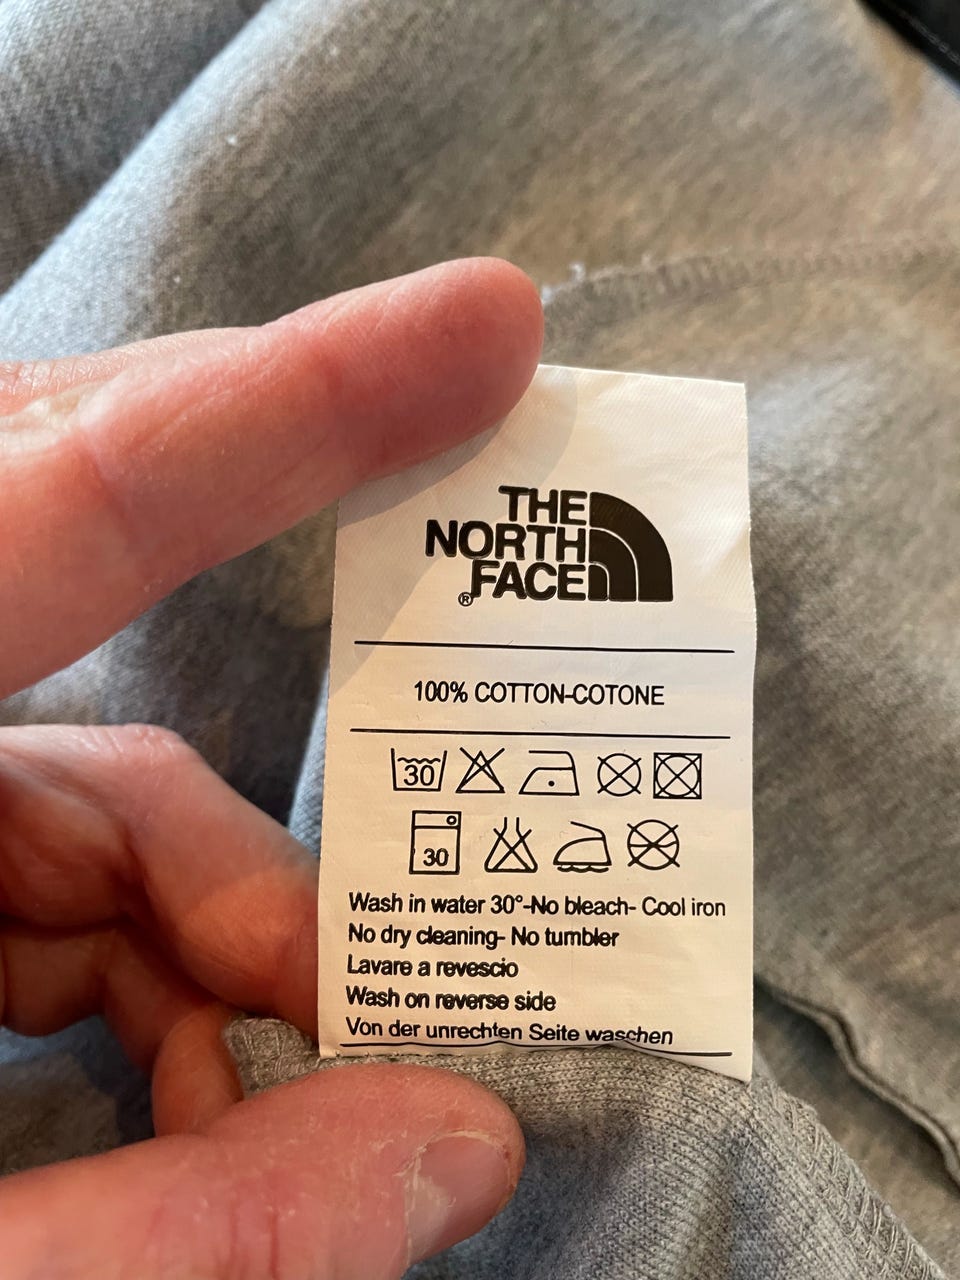 THE
NORTH
FACE
®
100% COTTON-COTONE
30
30
Wash in water 30°-No bleach- Cool iron
No dry cleaning- No tumbler
Lavare a revescio
Wash on reverse side
Von der unrechten Seite waschen